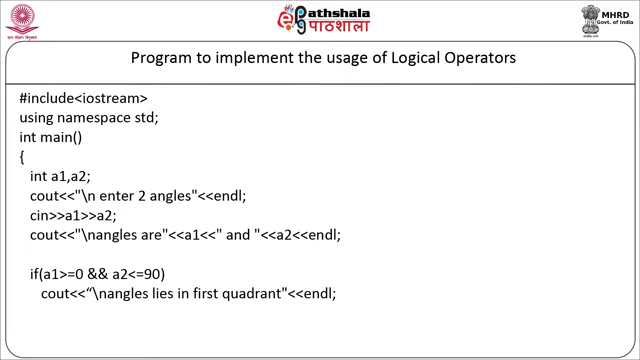 Pathshala
पाठशाला
MHRD
Govt. of India
Program to implement the usage of Logical Operators
#include<iostream>
using namespace std;
int main()
{
int a1,a2;
cout<<"\n enter 2 angles"<<endl;
cin>>a1>>a2;
cout<<"\nangles are"<<a1<<" and "<<a2<<endl;
if(a1>=0 && a2<=90)
cout<<“\nangles lies in first quadrant"<<endl;